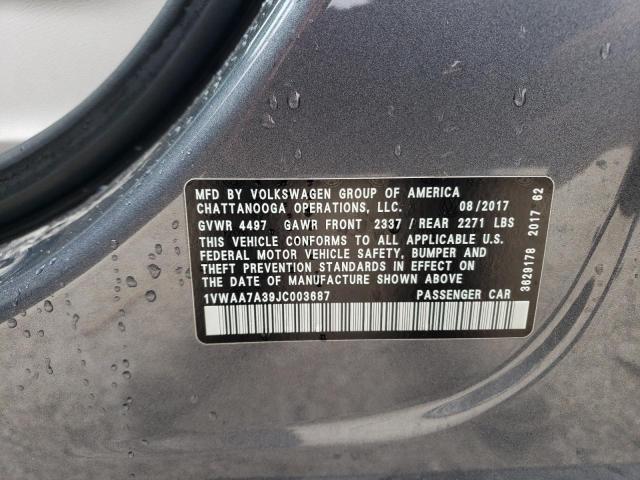 MFD BY VOLKSWAGEN GROUP OF AMERICA
CHATTANOOGA OPERATIONS, LLC. 08/2017
GVWR 4497 GAWR FRONT 2337 / REAR 2271 LBS
THIS VEHICLE CONFORMS TO ALL APPLICABLE U.S.
FEDERAL MOTOR VEHICLE SAFETY, BUMPER AND
THEFT PREVENTION STANDARDS IN EFFECT ON
THE DATE OF MANUFACTURE SHOWN ABOVE
1VWAA7A39JC003687 PASSENGER CAR
3629178 2017 62